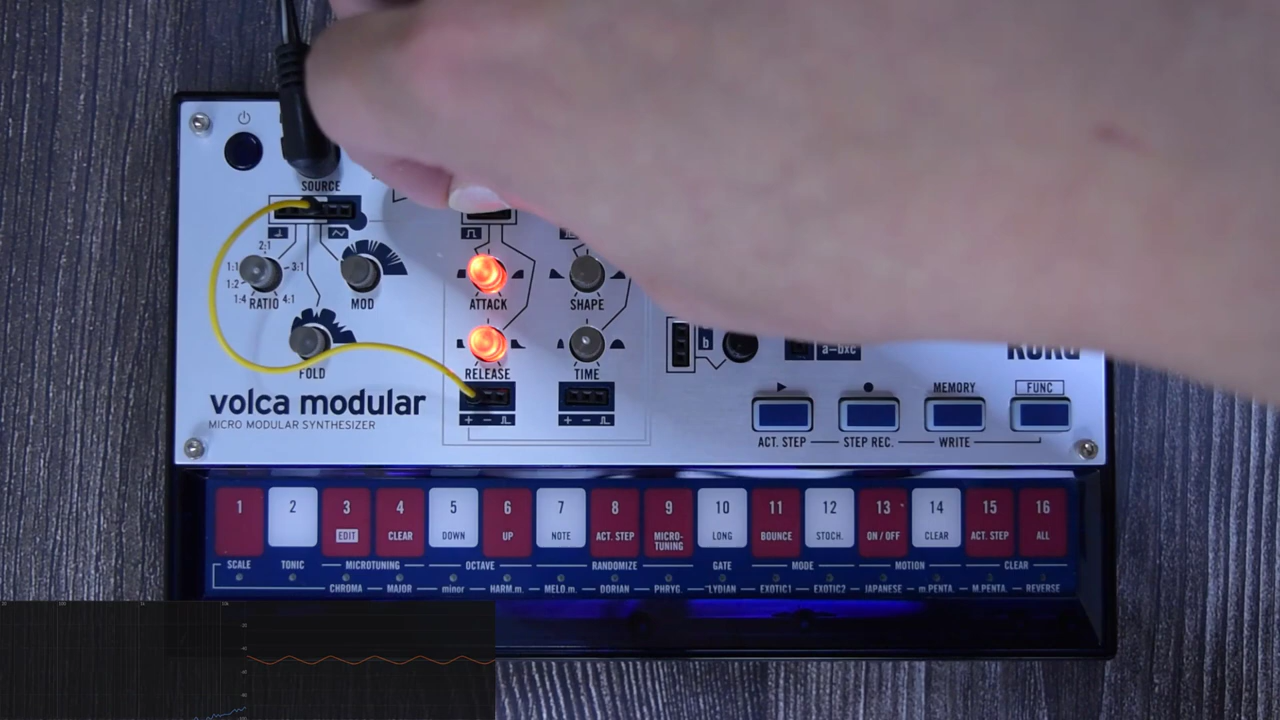 SOURCE
2:1
1:1
3:1
1:2
1:4
4:1
RATIO
MOD
ATTACK
SHAPE
FOLD
RELEASE
TIME
b
a-bxc
KORG
volca modular
MICRO MODULAR SYNTHESIZER
+ −
+ −
MEMORY
FUNC
ACT. STEP
STEP REC.
WRITE
1 2 3 4 5 6 7 8 9 10 11 12 13 14 15 16
EDIT CLEAR DOWN UP NOTE ACT. STEP MICRO-TUNING LONG BOUNCE STOCH. ON / OFF CLEAR ACT. STEP ALL
SCALE TONIC MICROTUNING OCTAVE RANDOMIZE GATE MODE MOTION CLEAR
CHROMA MAJOR minor HARM.m. MELO.m. DORIAN PHRYG. LYDIAN EXOTIC1 EXOTIC2 JAPANESE m.PENTA. M.PENTA. REVERSE